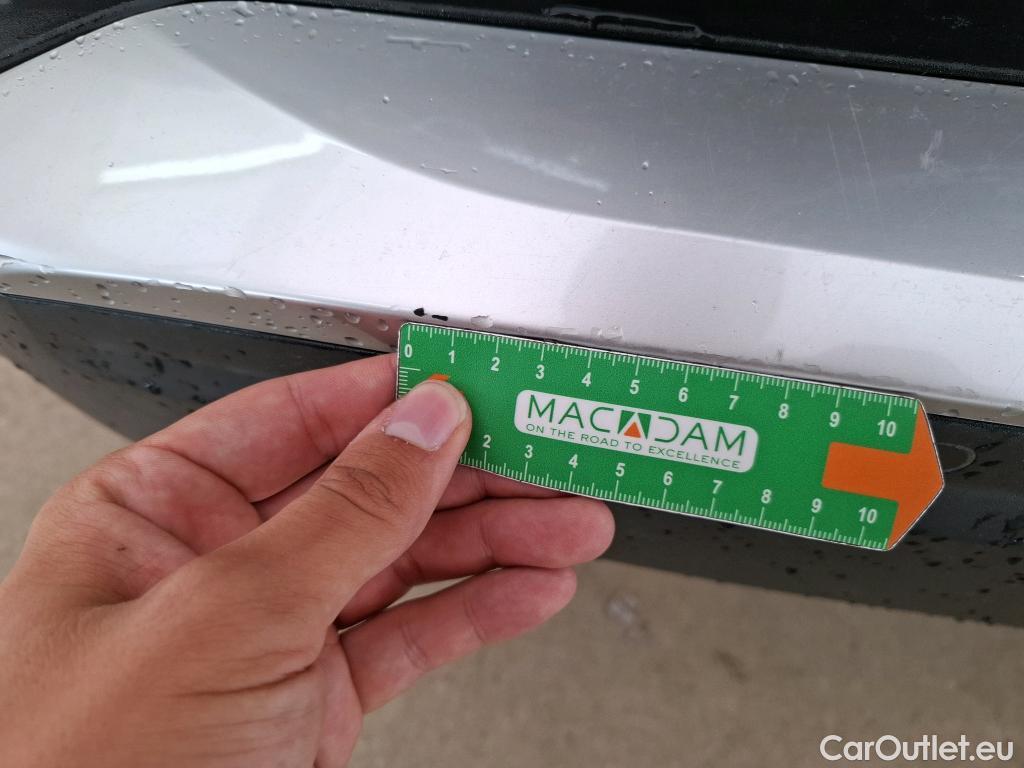 0 1 2 3 4 5 6 7 8 9 10
MACADAM
ON THE ROAD TO EXCELLENCE
2 3 4 5 6 7 8 9 10
CarOutlet.eu